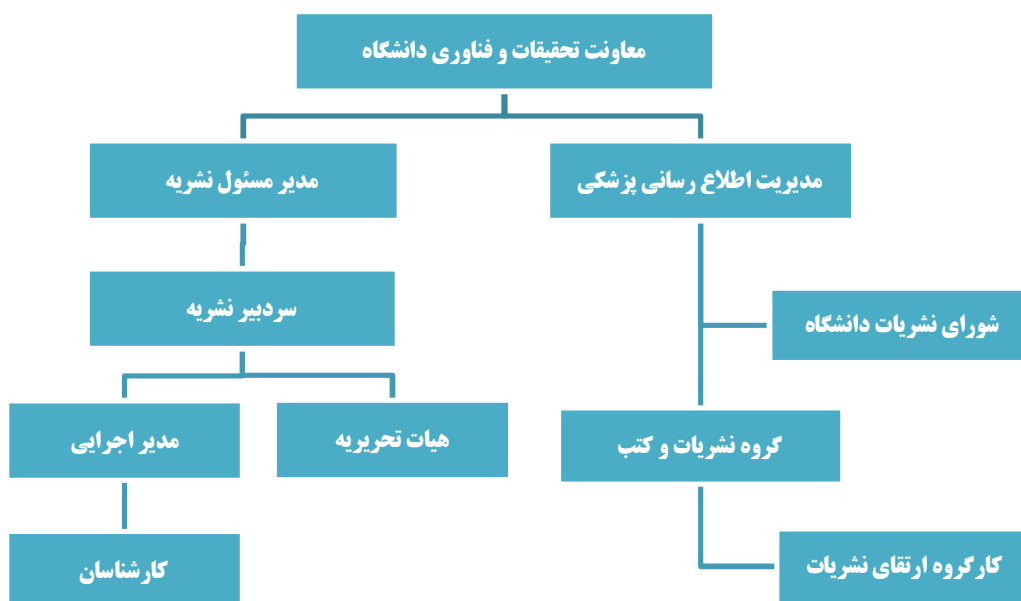 معاونت تحقیقات و فناوری دانشگاه
مدیریت اطلاع رسانی پزشکی
مدیر مسئول نشریه
سردبیر نشریه
شورای نشریات دانشگاه
گروه نشریات و کتب
هیات تحریریه
مدیر اجرایی
کارگروه ارتقای نشریات
کارشناسان